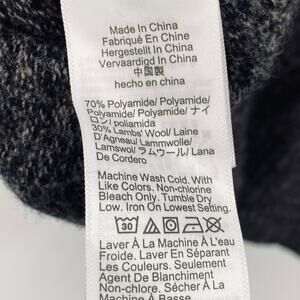 Made In China
Fabriqué En Chine
Hergestellt In China
Vervaardigd In China
中国製
hecho en china
70% Polyamide/ Polyamide/
Polyamide/ Polyamide/ ナイ
ロン/ poliamida
30% Lambs' Wool/ Laine
D'Agneau/ Lammwolle/
Lamswol/ ラムウール/ Lana
De Cordero
Machine Wash Cold. With
Like Colors. Non-chlorine
Bleach Only. Tumble Dry
Low. Iron On Lowest Setting.
30
Laver À La Machine À L'eau
Froide. Laver En Séparant
Les Couleurs. Seulement
Agent De Blanchiment
Non-Chloré. Sécher À La
Machine À Basse